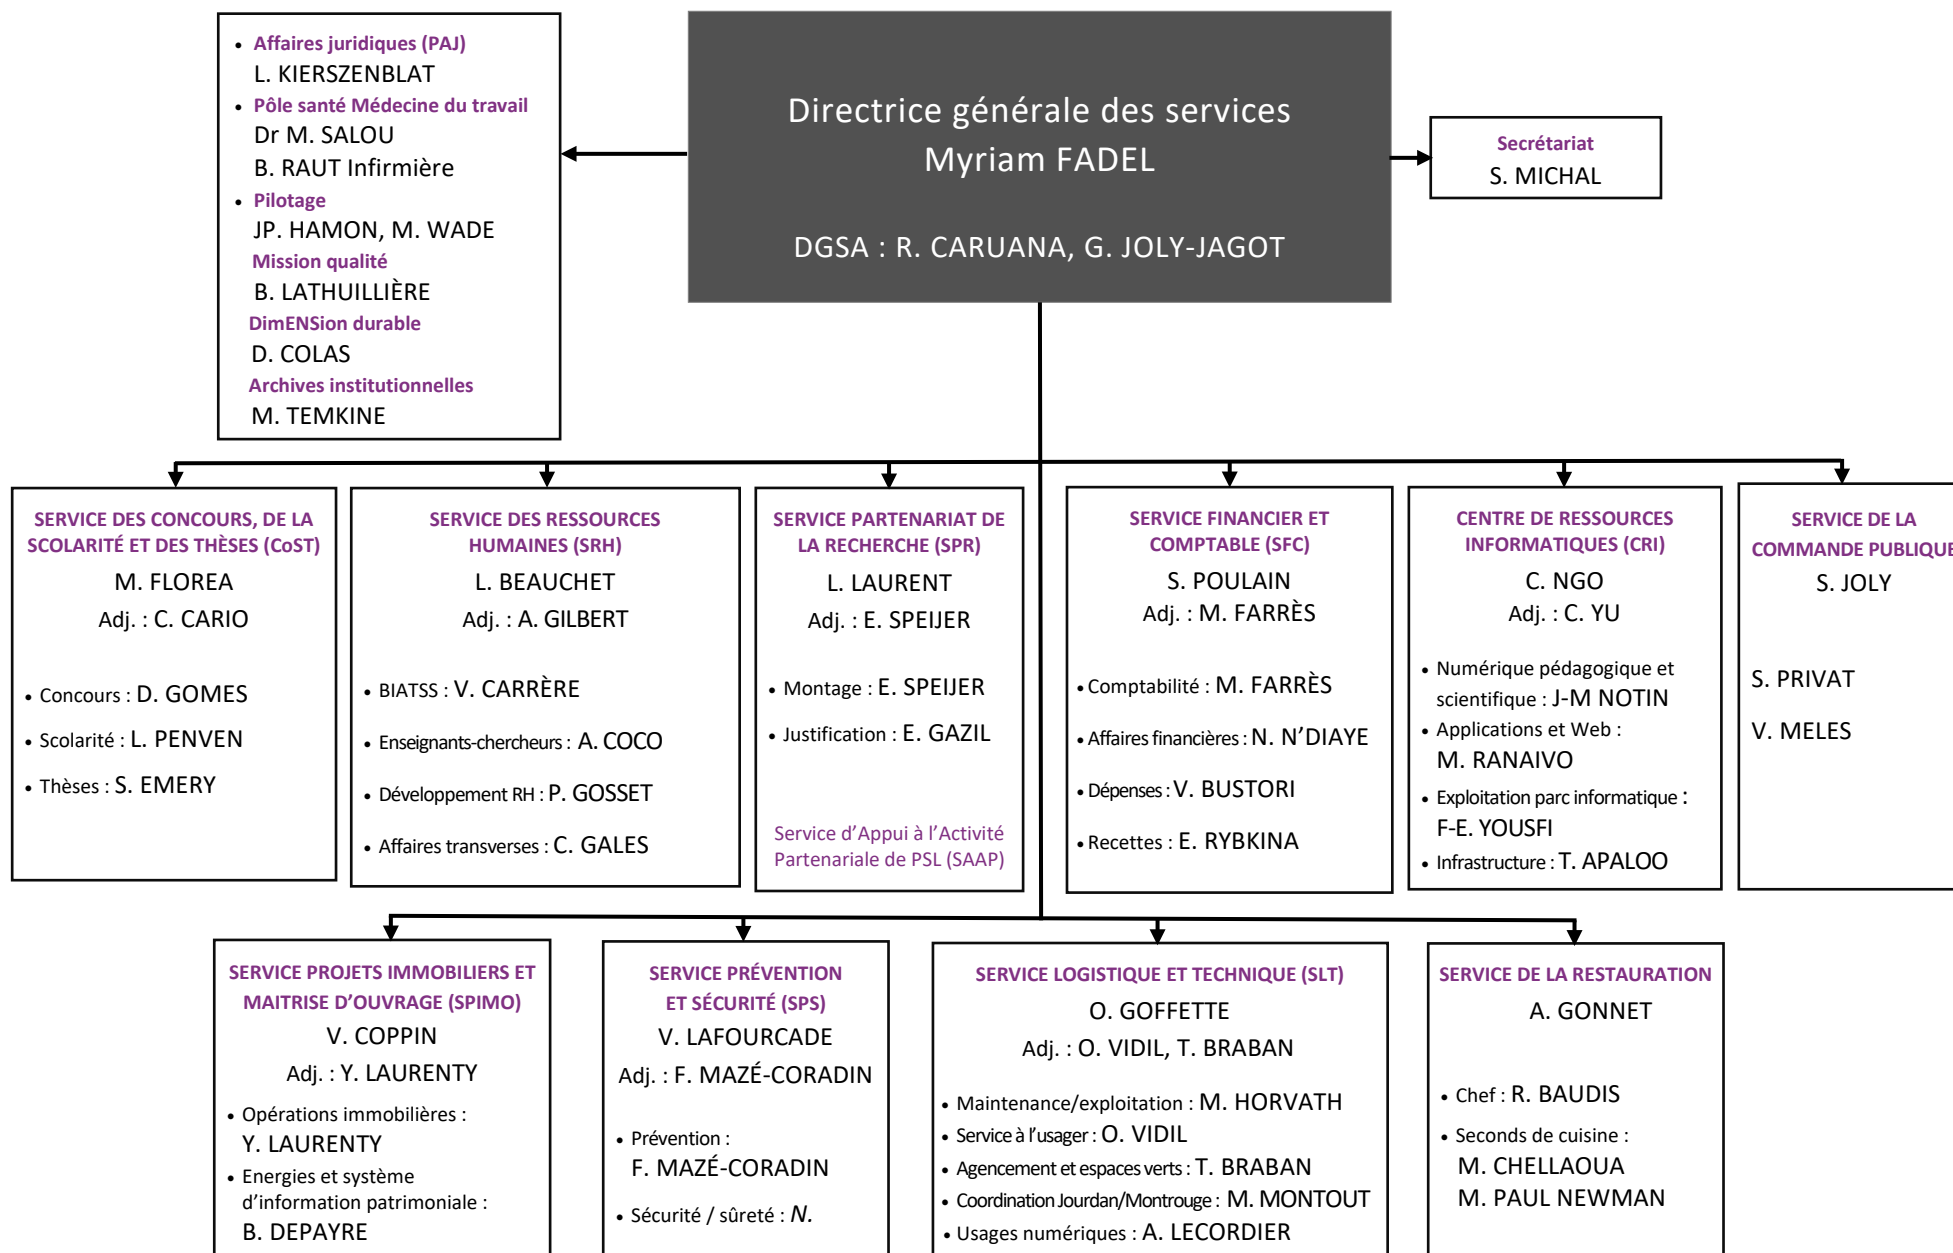 • Affaires juridiques (PAJ)
L. KIERSZENBLAT
• Pôle santé Médecine du travail
Dr M. SALOU
B. RAUT Infirmière
• Pilotage
JP. HAMON, M. WADE
Mission qualité
B. LATHUILLIÈRE
DimENSion durable
D. COLAS
Archives institutionnelles
M. TEMKINE
Directrice générale des services
Myriam FADEL
DGSA : R. CARUANA, G. JOLY-JAGOT
Secrétariat
S. MICHAL
SERVICE DES CONCOURS, DE LA
SCOLARITÉ ET DES THÈSES (CoST)
M. FLOREA
Adj. : C. CARIO
• Concours : D. GOMES
• Scolarité : L. PENVEN
• Thèses : S. EMERY
SERVICE DES RESSOURCES
HUMAINES (SRH)
L. BEAUCHET
Adj. : A. GILBERT
• BIATSS : V. CARRÈRE
• Enseignants-chercheurs : A. COCO
• Développement RH : P. GOSSET
• Affaires transverses : C. GALES
SERVICE PARTENARIAT DE
LA RECHERCHE (SPR)
L. LAURENT
Adj. : E. SPEIJER
• Montage : E. SPEIJER
• Justification : E. GAZIL
Service d’Appui à l’Activité
Partenariale de PSL (SAAP)
SERVICE FINANCIER ET
COMPTABLE (SFC)
S. POULAIN
Adj. : M. FARRÈS
• Comptabilité : M. FARRÈS
• Affaires financières : N. N’DIAYE
• Dépenses : V. BUSTORI
• Recettes : E. RYBKINA
CENTRE DE RESSOURCES
INFORMATIQUES (CRI)
C. NGO
Adj. : C. YU
• Numérique pédagogique et
scientifique : J-M NOTIN
• Applications et Web :
M. RANAIVO
• Exploitation parc informatique :
F-E. YOUSFI
• Infrastructure : T. APALOO
SERVICE DE LA
COMMANDE PUBLIQUE
S. JOLY
S. PRIVAT
V. MELES
SERVICE PROJETS IMMOBILIERS ET
MAITRISE D’OUVRAGE (SPIMO)
V. COPPIN
Adj. : Y. LAURENTY
• Opérations immobilières :
Y. LAURENTY
• Energies et système
d’information patrimoniale :
B. DEPAYRE
SERVICE PRÉVENTION
ET SÉCURITÉ (SPS)
V. LAFOURCADE
Adj. : F. MAZÉ-CORADIN
• Prévention :
F. MAZÉ-CORADIN
• Sécurité / sûreté : N.
SERVICE LOGISTIQUE ET TECHNIQUE (SLT)
O. GOFFETTE
Adj. : O. VIDIL, T. BRABAN
• Maintenance/exploitation : M. HORVATH
• Service à l’usager : O. VIDIL
• Agencement et espaces verts : T. BRABAN
• Coordination Jourdan/Montrouge : M. MONTOUT
• Usages numériques : A. LECORDIER
SERVICE DE LA RESTAURATION
A. GONNET
• Chef : R. BAUDIS
• Seconds de cuisine :
M. CHELLAOUA
M. PAUL NEWMAN